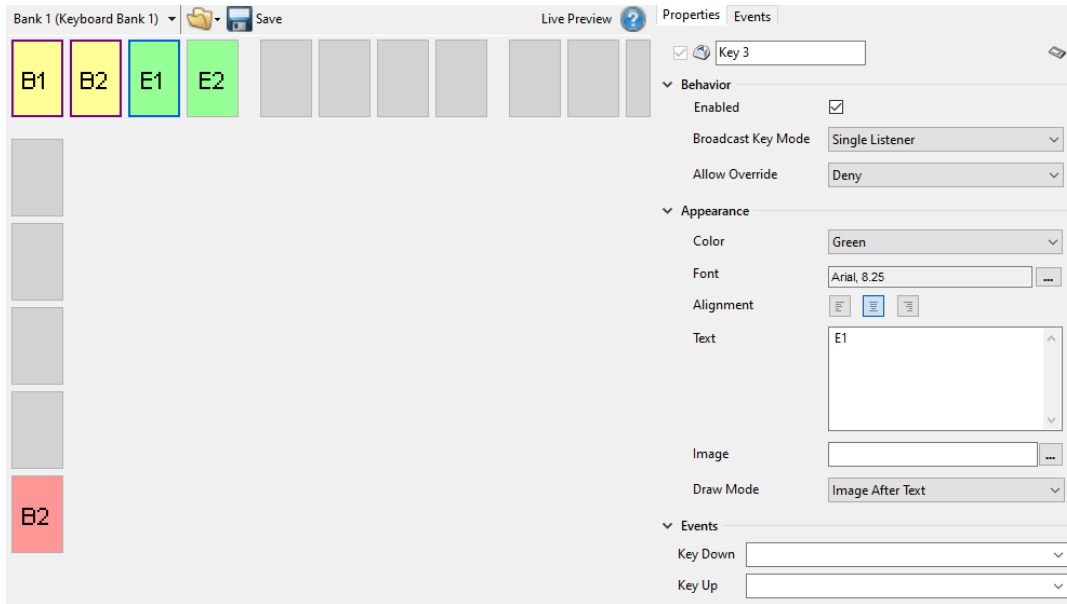 Bank 1 (Keyboard Bank 1) Save Live Preview ?
B1 B2 E1 E2
B2
Properties Events
Key 3
Behavior
Enabled
Broadcast Key Mode Single Listener
Allow Override Deny
Appearance
Color Green
Font Arial, 8.25 ...
Alignment
Text E1
Image ...
Draw Mode Image After Text
Events
Key Down
Key Up